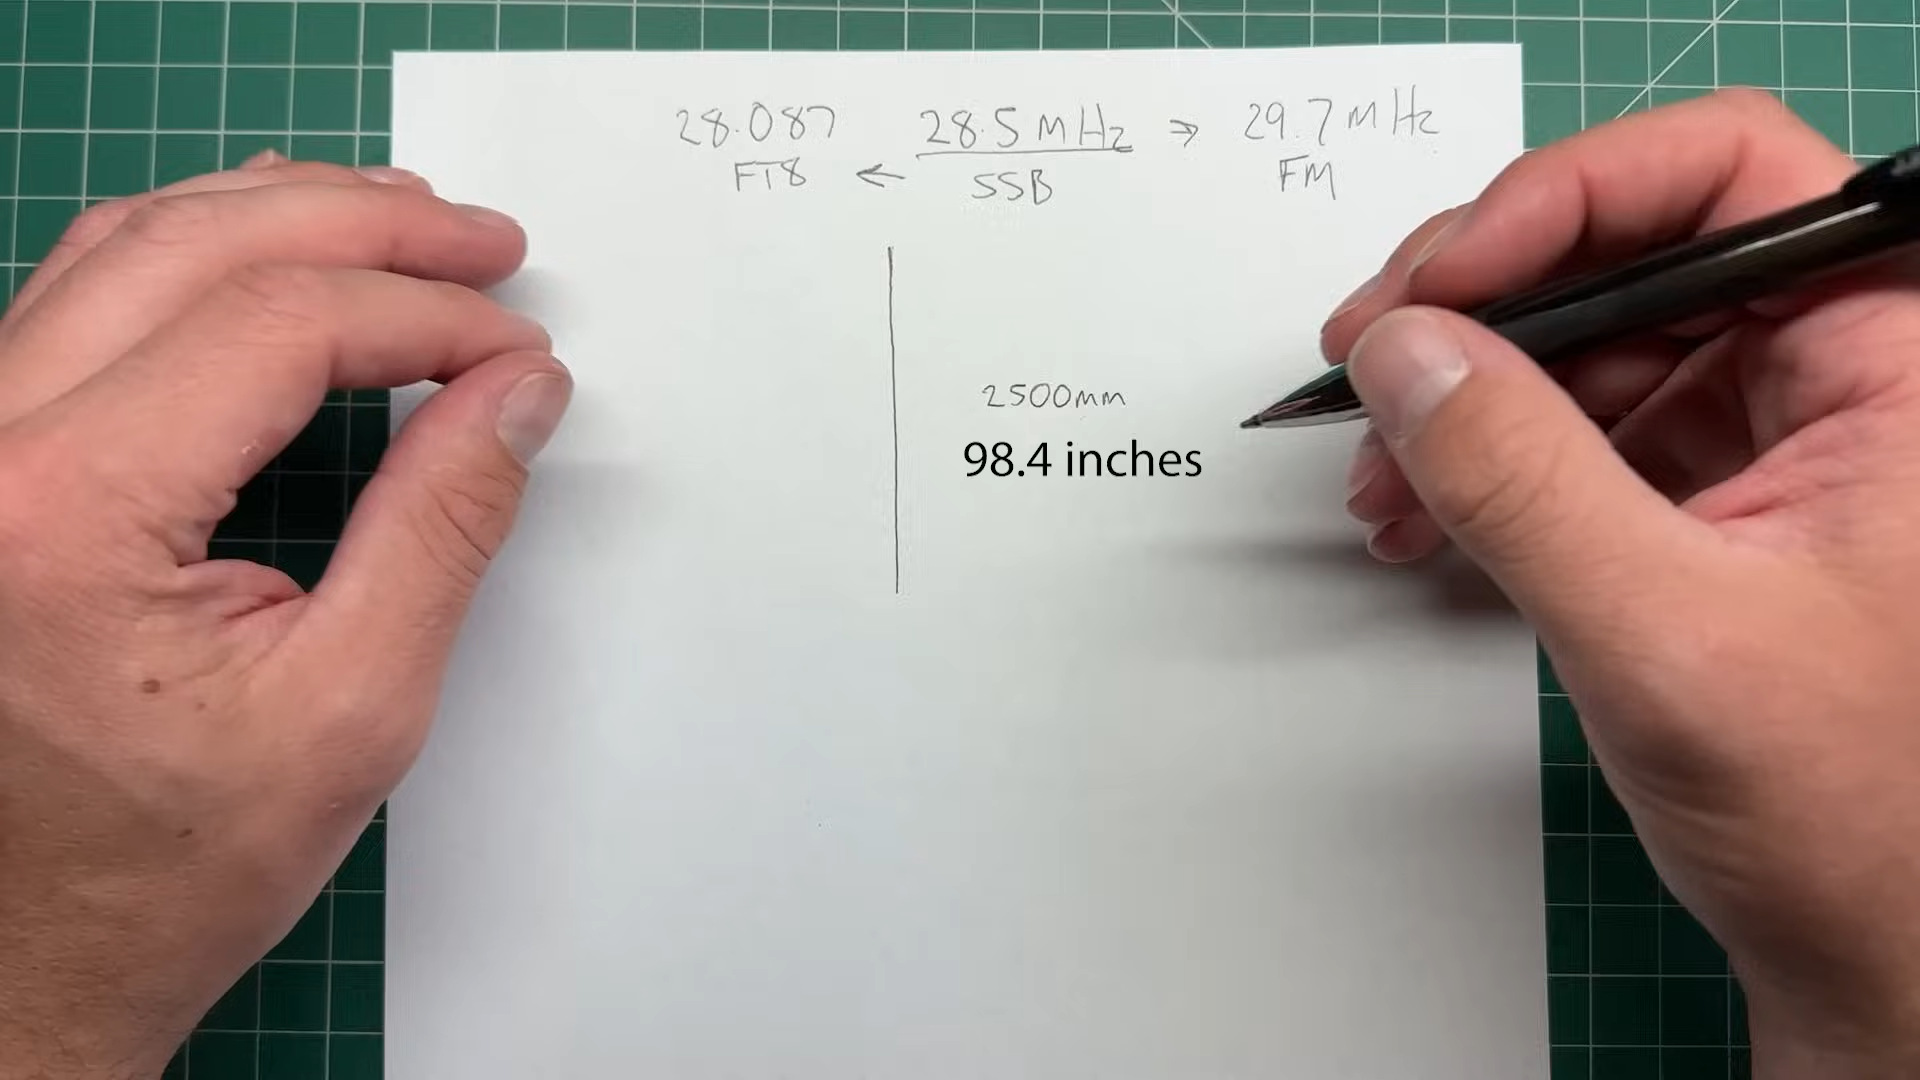 28.087 28.5 MHz → 29.7 MHz
FT8 ← SSB FM
2500mm
98.4 inches